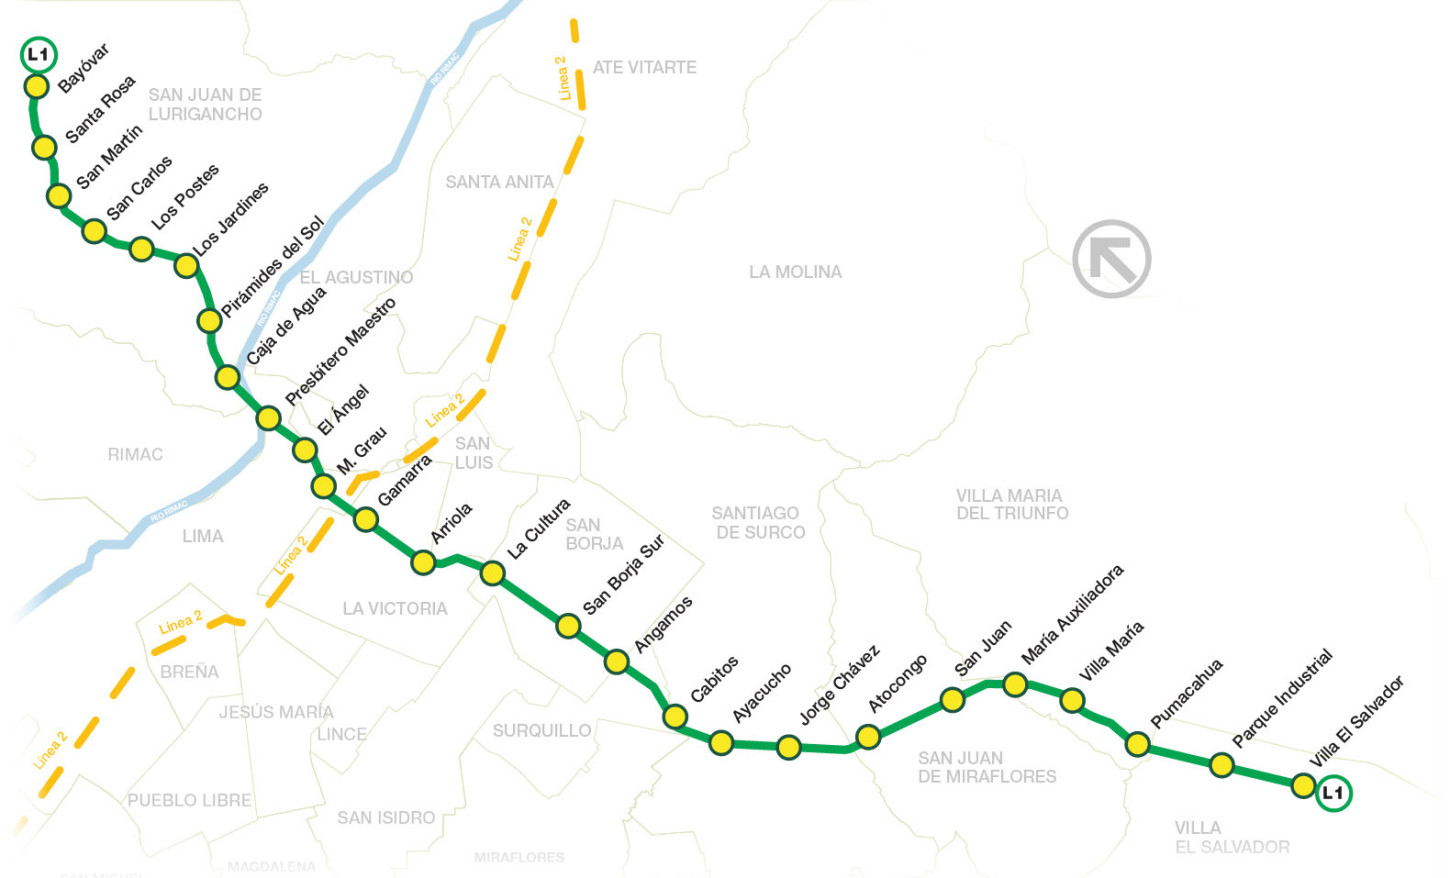 L1
Bayóvar
Santa Rosa
San Martín
San Carlos
Los Postes
Los Jardines
Pirámides del Sol
Caja de Agua
Presbítero Maestro
El Ángel
M. Grau
Gamarra
Arriola
La Cultura
San Borja Sur
Angamos
Cabitos
Ayacucho
Jorge Chávez
Atocongo
San Juan
María Auxiliadora
Villa María
Pumacahua
Parque Industrial
Villa El Salvador
L1
SAN JUAN DE
LURIGANCHO
RIO RIMAC
ATE VITARTE
Línea 2
SANTA ANITA
Línea 2
EL AGUSTINO
RIO RIMAC
LA MOLINA
Línea 2
SAN
LUIS
RIMAC
RIO RIMAC
LIMA
Línea 2
SAN
BORJA
SANTIAGO
DE SURCO
VILLA MARIA
DEL TRIUNFO
LA VICTORIA
Línea 2
BREÑA
JESÚS MARÍA
LINCE
SURQUILLO
Línea 2
SAN JUAN
DE MIRAFLORES
PUEBLO LIBRE
SAN ISIDRO
VILLA
EL SALVADOR
MIRAFLORES
MAGDALENA
SAN MIGUEL